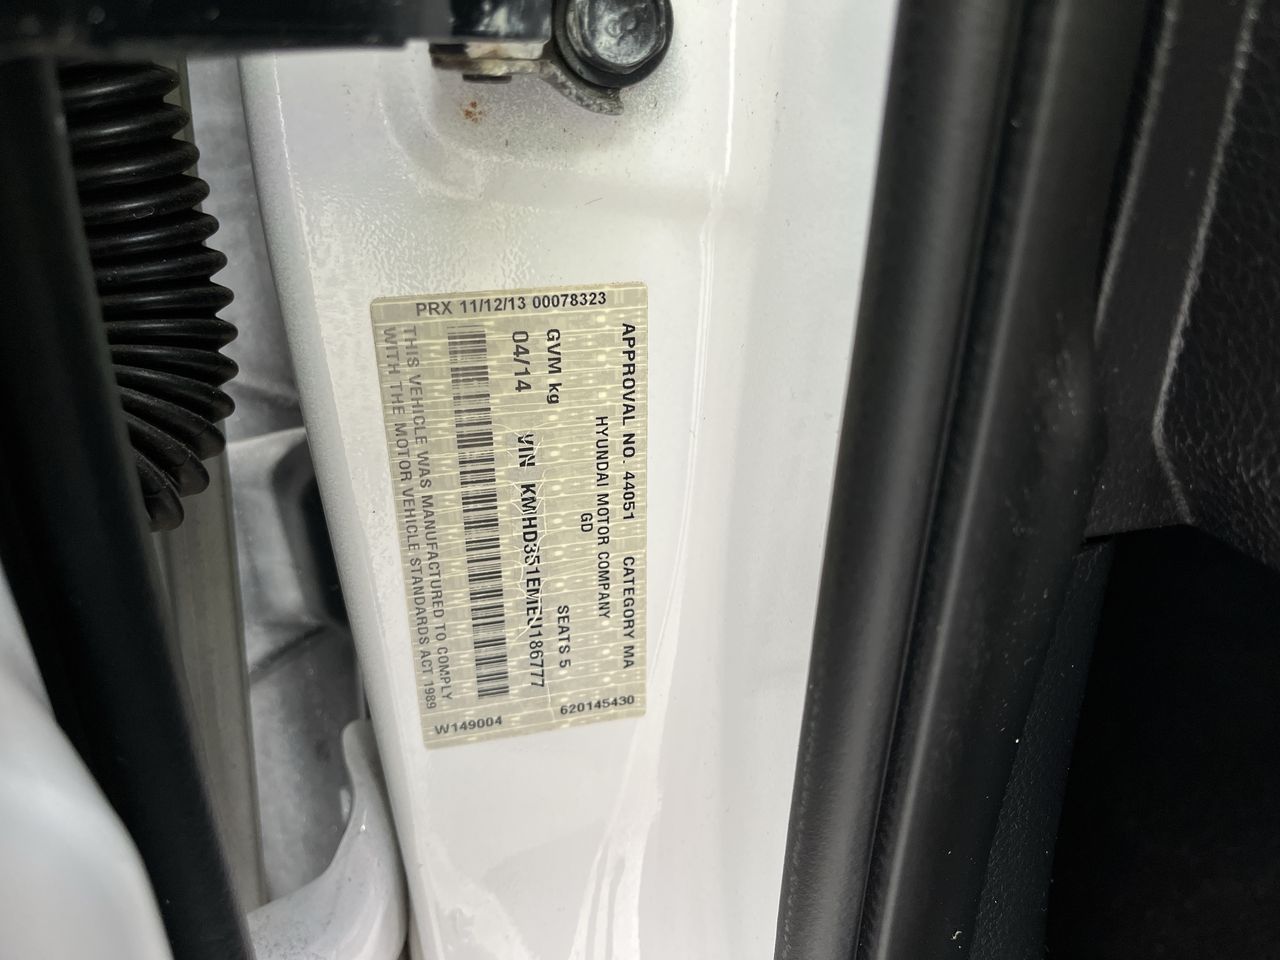 PRX 11/12/13 00078323
APPROVAL NO. 44051 CATEGORY MA
HYUNDAI MOTOR COMPANY
GD
GVM kg SEATS 5
04/14 VIN KMHD351EMEU186777
THIS VEHICLE WAS MANUFACTURED TO COMPLY
WITH THE MOTOR VEHICLE STANDARDS ACT 1989
W149004 620145430